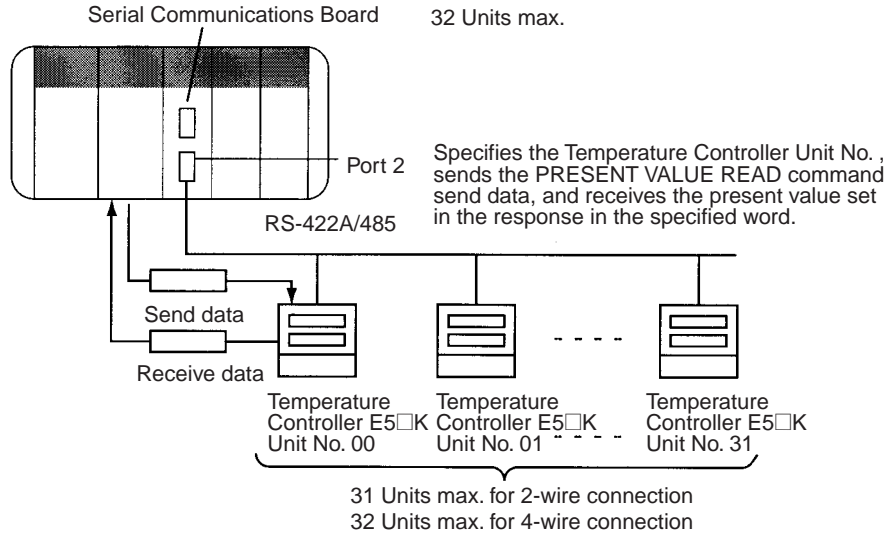 Serial Communications Board
32 Units max.
Port 2
Specifies the Temperature Controller Unit No. ,
sends the PRESENT VALUE READ command
send data, and receives the present value set
in the response in the specified word.
RS-422A/485
Send data
Receive data
Temperature
Controller E5□K
Unit No. 00
Temperature
Controller E5□K
Unit No. 01
Temperature
Controller E5□K
Unit No. 31
31 Units max. for 2-wire connection
32 Units max. for 4-wire connection